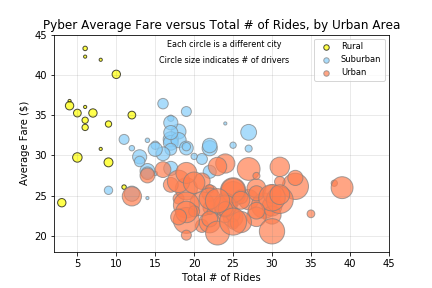 Pyber Average Fare versus Total # of Rides, by Urban Area
Each circle is a different city
Circle size indicates # of drivers
Rural
Suburban
Urban
Average Fare ($)
45
40
35
30
25
20
5
10
15
20
25
30
35
40
45
Total # of Rides